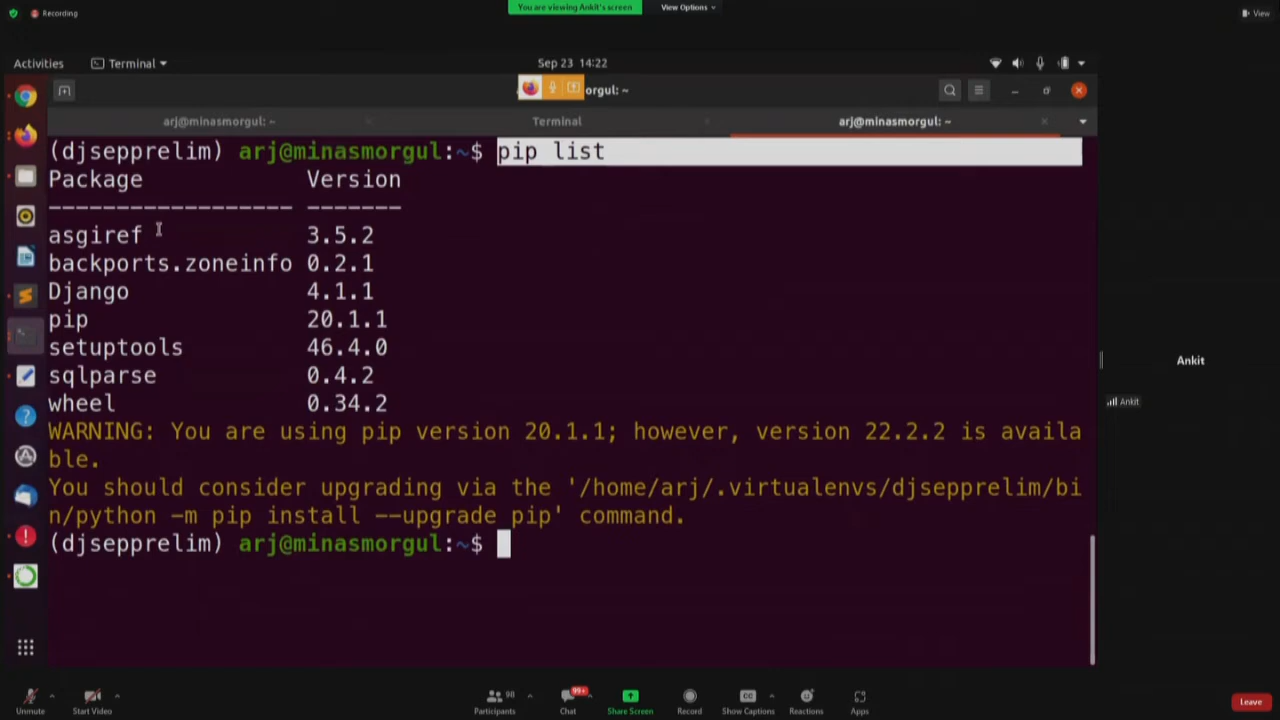 Recording
You are viewing Ankit's screen
View Options
View
Activities
Terminal
Sep 23 14:22
orgul: ~
arj@minasmorgul: ~
Terminal
arj@minasmorgul: ~
(djsepprelim) arj@minasmorgul:~$ pip list
Package Version
------------------ -------
asgiref 3.5.2
backports.zoneinfo 0.2.1
Django 4.1.1
pip 20.1.1
setuptools 46.4.0
sqlparse 0.4.2
wheel 0.34.2
WARNING: You are using pip version 20.1.1; however, version 22.2.2 is availa
ble.
You should consider upgrading via the '/home/arj/.virtualenvs/djsepprelim/bi
n/python -m pip install --upgrade pip' command.
(djsepprelim) arj@minasmorgul:~$
Ankit
Ankit
Unmute
Start Video
98
Participants
99+
Chat
Share Screen
Record
CC
Show Captions
Reactions
Apps
Leave